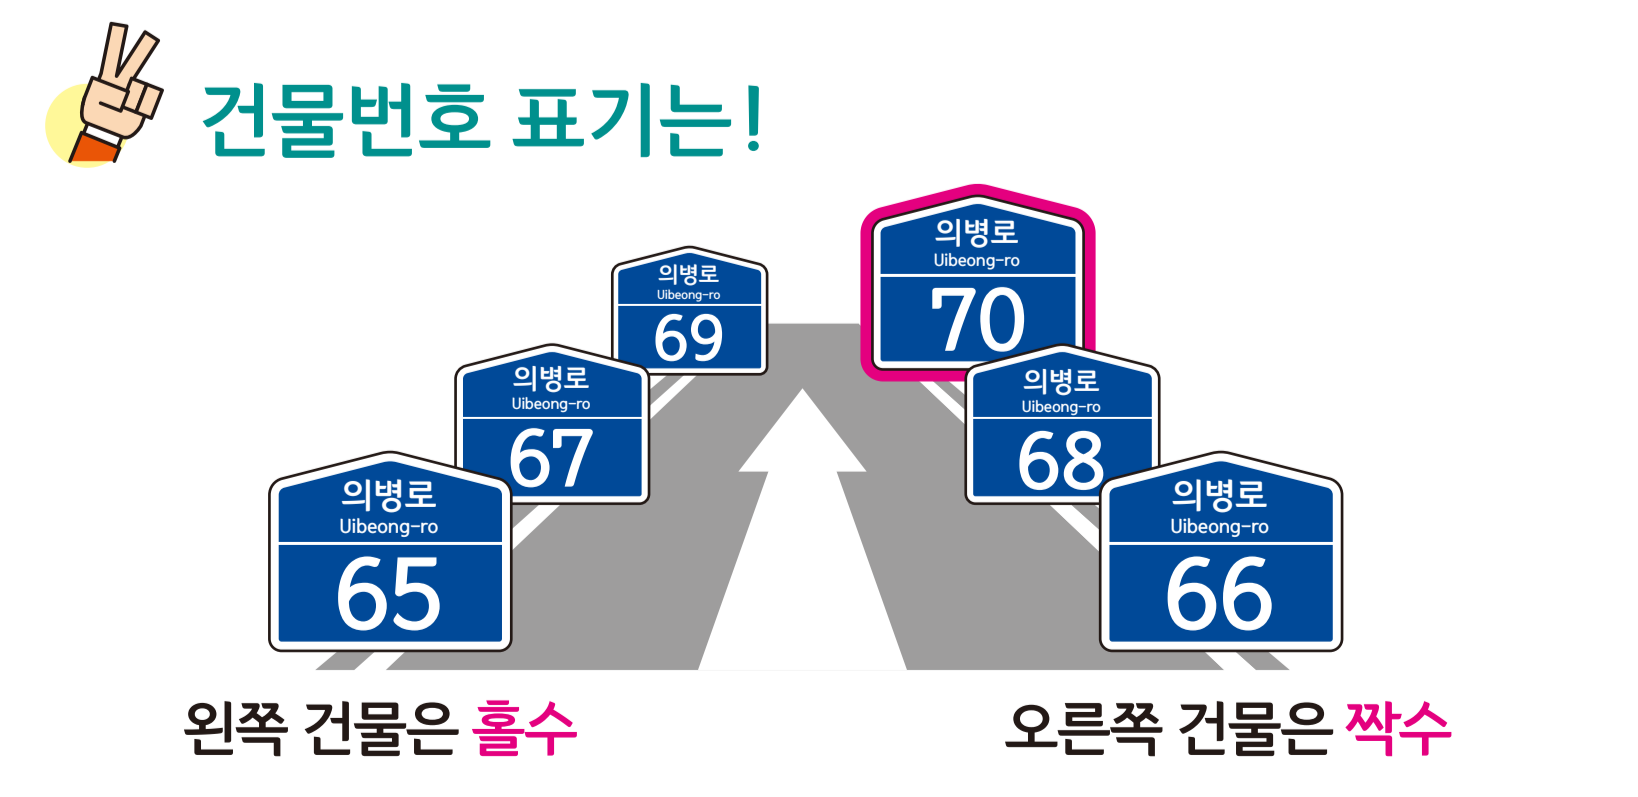 건물번호 표기는!
의병로
Uibeong-ro
69
의병로
Uibeong-ro
70
의병로
Uibeong-ro
67
의병로
Uibeong-ro
68
의병로
Uibeong-ro
65
의병로
Uibeong-ro
66
왼쪽 건물은 홀수
오른쪽 건물은 짝수